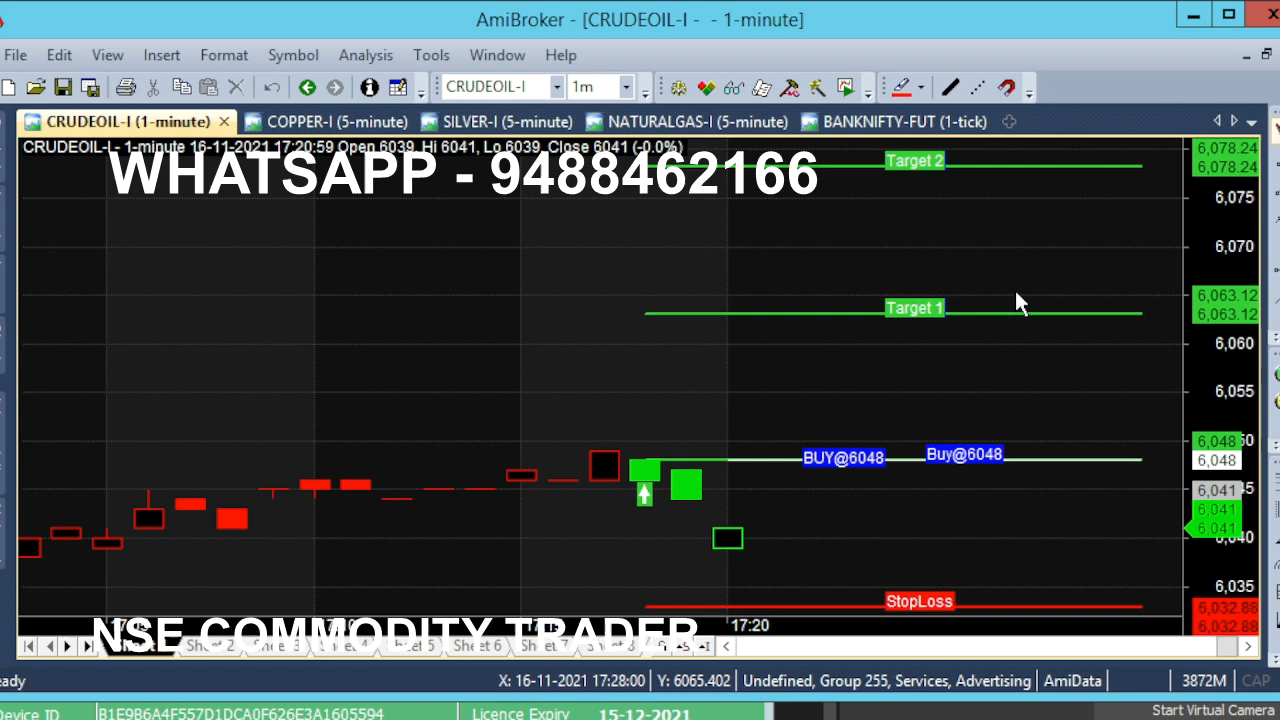 AmiBroker - [CRUDEOIL-I - - 1-minute]
File Edit View Insert Format Symbol Analysis Tools Window Help
CRUDEOIL-I 1m
CRUDEOIL-I (1-minute) COPPER-I (5-minute) SILVER-I (5-minute) NATURALGAS-I (5-minute) BANKNIFTY-FUT (1-tick)
CRUDEOIL-I - 1-minute 16-11-2021 17:20:59 Open 6039, Hi 6041, Lo 6039, Close 6041 (-0.0%)
WHATSAPP - 9488462166
Target 2
6,078.24
6,078.24
6,075
6,070
6,063.12
Target 1
6,063.12
6,060
6,055
6,048
BUY@6048 Buy@6048
6,048
6,041
6,041
6,041
6,040
6,035
StopLoss
6,032.88
6,032.88
17:20
NSE COMMODITY TRADER
Sheet 2 Sheet 6
X: 16-11-2021 17:28:00 Y: 6065.402 Undefined, Group 255, Services, Advertising AmiData 3872M CAP
Device ID B1E9B6A4F557D1DCA0F626E3A1605594 Licence Expiry 15-12-2021 Start Virtual Camera